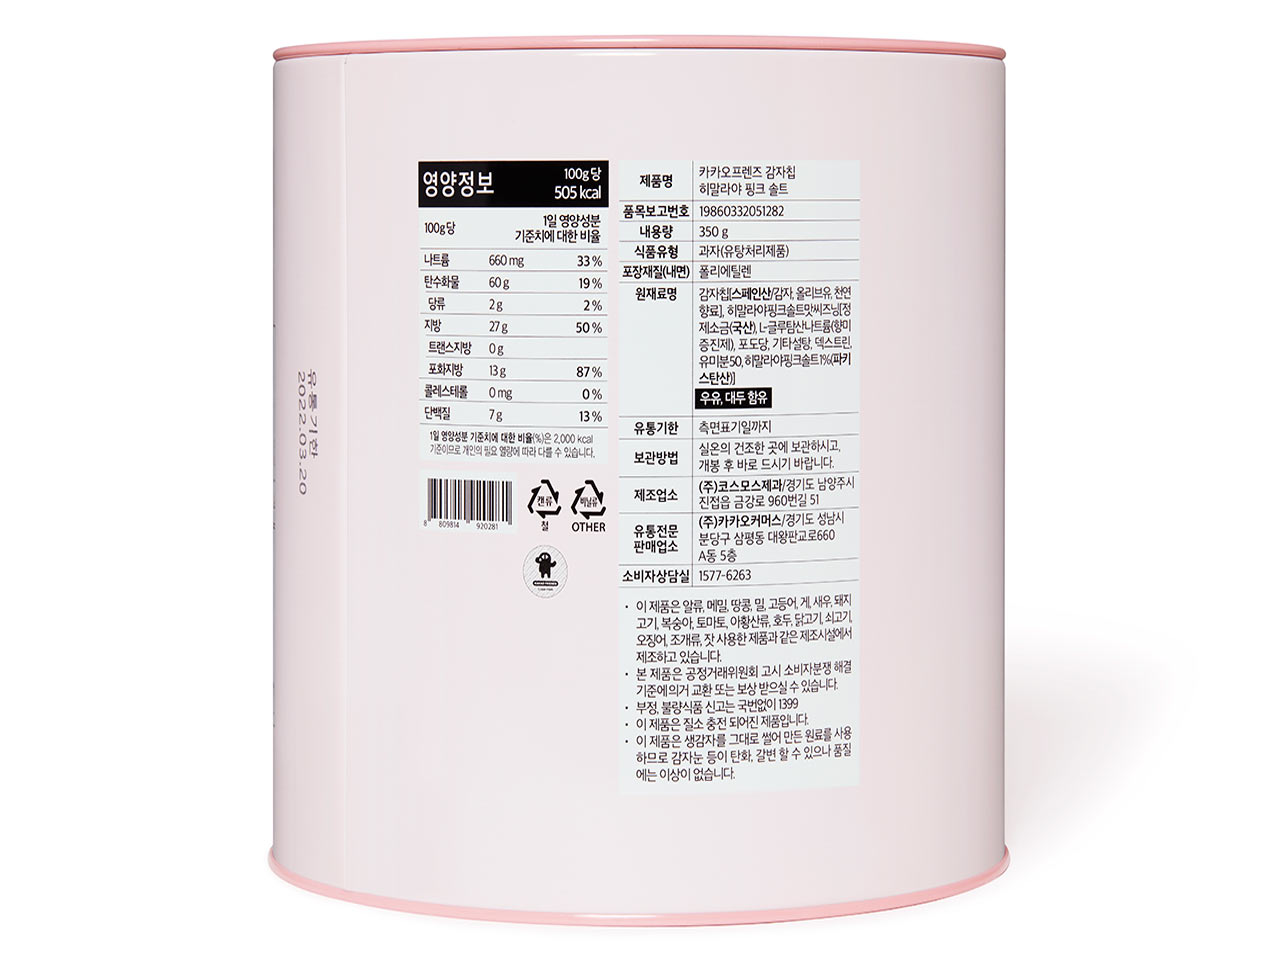 유통기한
2022.03.20
영양정보
100g 당
505 kcal
100g당
1일 영양성분
기준치에 대한 비율
나트륨 660 mg 33 %
탄수화물 60 g 19 %
당류 2 g 2 %
지방 27 g 50 %
트랜스지방 0 g
포화지방 13 g 87 %
콜레스테롤 0 mg 0 %
단백질 7 g 13 %
1일 영양성분 기준치에 대한 비율(%)은 2,000 kcal
기준이므로 개인의 필요 열량에 따라 다를 수 있습니다.
8 809814 920281
캔류
철
비닐류
OTHER
제품명 카카오프렌즈 감자칩
히말라야 핑크 솔트
품목보고번호 19860332051282
내용량 350 g
식품유형 과자(유탕처리제품)
포장재질(내면) 폴리에틸렌
원재료명 감자칩[스페인산/감자, 올리브유, 천연
향료], 히말라야핑크솔트맛씨즈닝[정
제소금(국산), L-글루탐산나트륨(향미
증진제), 포도당, 기타설탕, 덱스트린,
유미분50, 히말라야핑크솔트1%(파키
스탄산)]
우유, 대두 함유
유통기한 측면표기일까지
보관방법 실온의 건조한 곳에 보관하시고,
개봉 후 바로 드시기 바랍니다.
제조업소 (주)코스모스제과/경기도 남양주시
진접읍 금강로 960번길 51
유통전문
판매업소
(주)카카오커머스/경기도 성남시
분당구 삼평동 대왕판교로660
A동 5층
소비자상담실 1577-6263
• 이 제품은 알류, 메밀, 땅콩, 밀, 고등어, 게, 새우, 돼지
고기, 복숭아, 토마토, 아황산류, 호두, 닭고기, 쇠고기,
오징어, 조개류, 잣 사용한 제품과 같은 제조시설에서
제조하고 있습니다.
• 본 제품은 공정거래위원회 고시 소비자분쟁 해결
기준에의거 교환 또는 보상 받으실 수 있습니다.
• 부정, 불량식품 신고는 국번없이 1399
• 이 제품은 질소 충전 되어진 제품입니다.
• 이 제품은 생감자를 그대로 썰어 만든 원료를 사용
하므로 감자눈 등이 탄화, 갈변 할 수 있으나 품질
에는 이상이 없습니다.